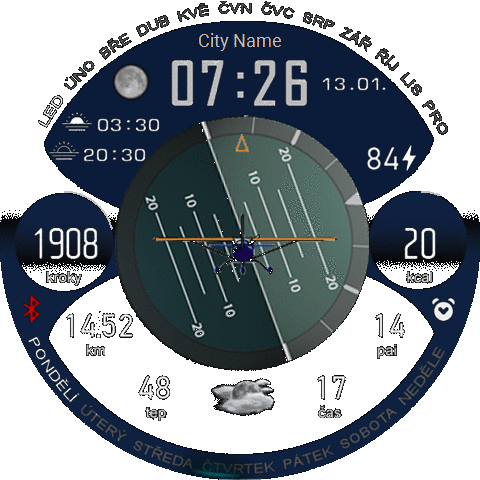 LED ÚNO BŘE DUB KVĚ ČVN ČVC SRP ZÁŘ ŘÍJ LIS PRO
City Name
07:26 13.01.
03:30
20:30
84
20 10 10 20
20 10 10 20
1908
kroky
20
kcal
14.52
km
14
pai
48
tep
17
čas
PONDĚLÍ ÚTERÝ STŘEDA ČTVRTEK PÁTEK SOBOTA NEDĚLE